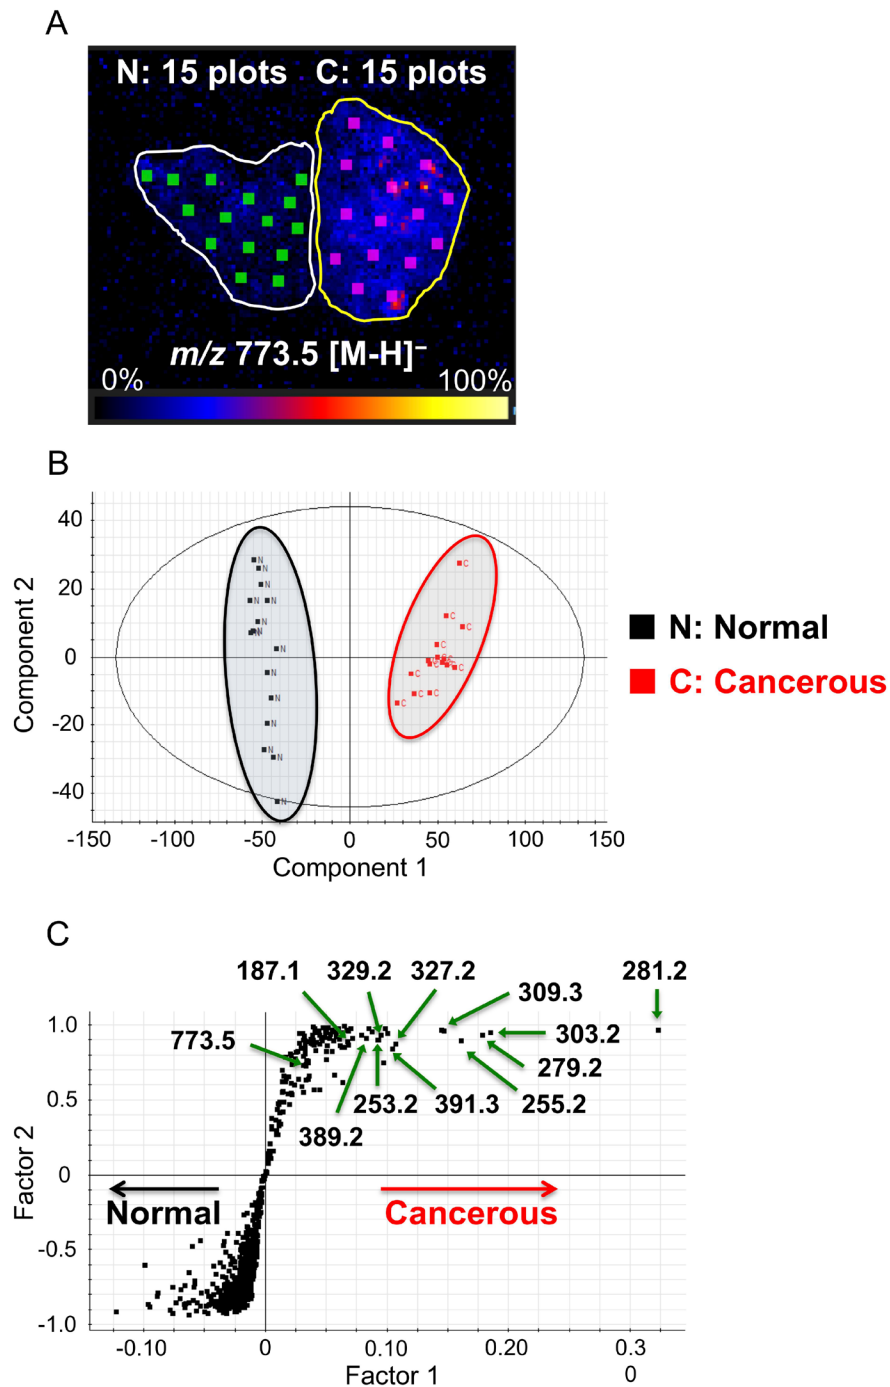 A
N: 15 plots C: 15 plots
m/z 773.5 [M-H]⁻
0% 100%
B
Component 2
40
20
0
-20
-40
-150 -100 -50 0 50 100 150
Component 1
N
N
N
N
N
N
N
N
N
N
N
N
N
N
C
C
C
C
C
C
C
C
C
C
N: Normal
C: Cancerous
C
187.1 329.2 327.2 281.2
309.3
773.5
303.2
279.2
253.2 391.3 255.2
389.2
Factor 2
1.0
0.5
0
-0.5
-1.0
Normal Cancerous
-0.10 0 0.10 0.20 0.3
0
Factor 1